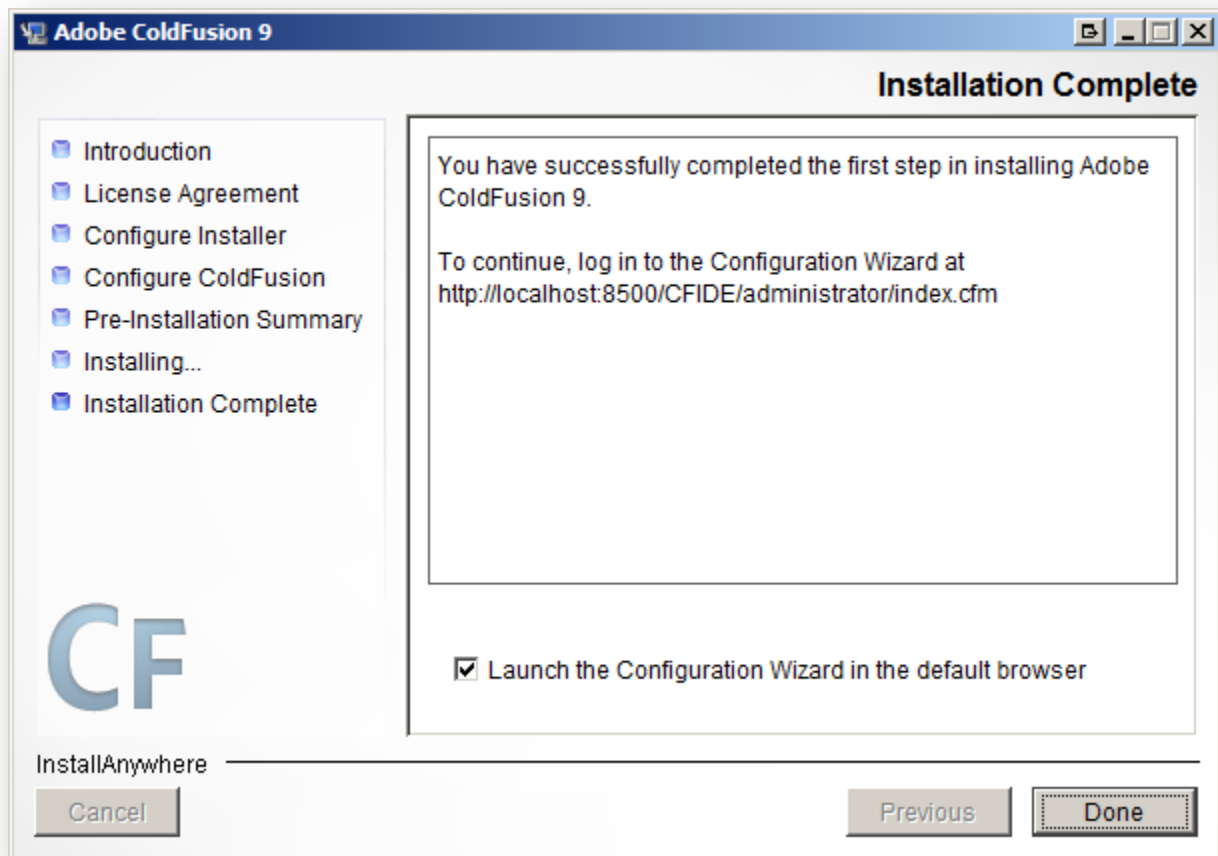 Adobe ColdFusion 9
Installation Complete
Introduction
License Agreement
Configure Installer
Configure ColdFusion
Pre-Installation Summary
Installing...
Installation Complete
You have successfully completed the first step in installing Adobe
ColdFusion 9.
To continue, log in to the Configuration Wizard at
http://localhost:8500/CFIDE/administrator/index.cfm
CF
Launch the Configuration Wizard in the default browser
InstallAnywhere
Cancel
Previous
Done